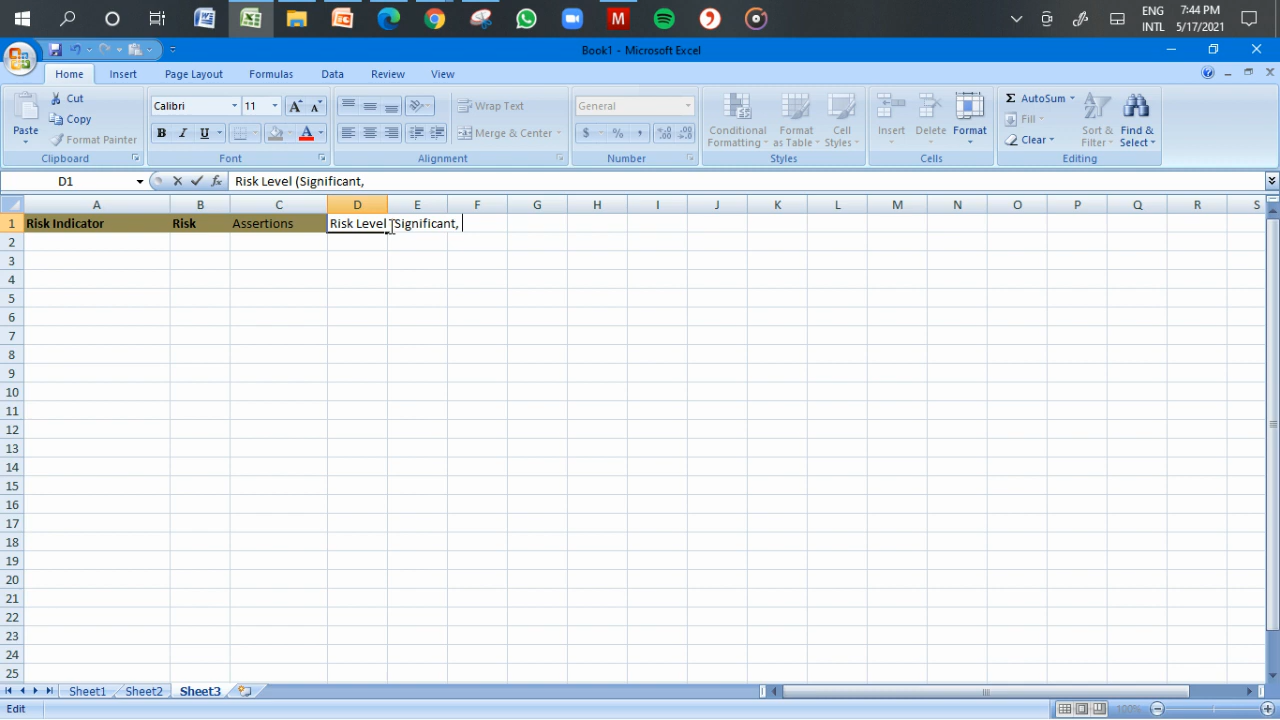 7:44 PM
ENG
INTL
5/17/2021
Book1 - Microsoft Excel
Home
Insert
Page Layout
Formulas
Data
Review
View
Paste
Cut
Copy
Format Painter
Clipboard
Calibri
11
B I U
Font
Wrap Text
Merge & Center
Alignment
General
$ % ,
Number
Conditional Formatting
Format as Table
Cell Styles
Styles
Insert
Delete
Format
Cells
Σ AutoSum
Fill
Clear
Sort & Filter
Find & Select
Editing
D1
fx
Risk Level (Significant,
A B C D E F G H I J K L M N O P Q R S
1 Risk Indicator Risk Assertions Risk Level Significant,
2
3
4
5
6
7
8
9
10
11
12
13
14
15
16
17
18
19
20
21
22
23
24
25
Sheet1 Sheet2 Sheet3
Edit
100%